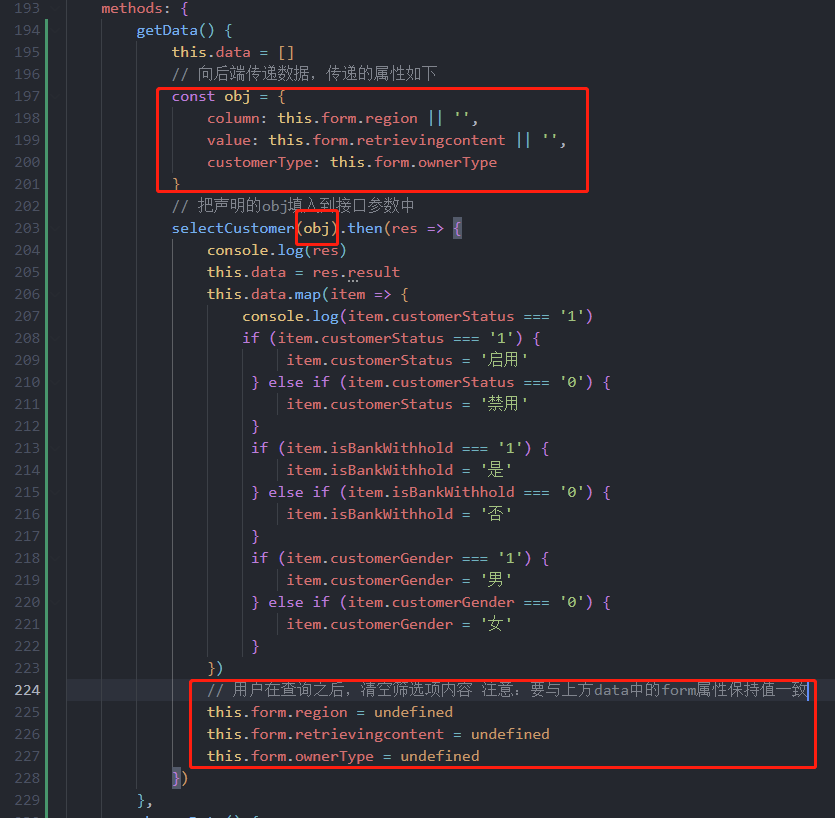 193 methods: {
194 getData() {
195 this.data = []
196 // 向后端传递数据，传递的属性如下
197 const obj = {
198 column: this.form.region || '',
199 value: this.form.retrievingcontent || '',
200 customerType: this.form.ownerType
201 }
202 // 把声明的obj填入到接口参数中
203 selectCustomer(obj).then(res => {
204 console.log(res)
205 this.data = res.result
206 this.data.map(item => {
207 console.log(item.customerStatus === '1')
208 if (item.customerStatus === '1') {
209 item.customerStatus = '启用'
210 } else if (item.customerStatus === '0') {
211 item.customerStatus = '禁用'
212 }
213 if (item.isBankWithhold === '1') {
214 item.isBankWithhold = '是'
215 } else if (item.isBankWithhold === '0') {
216 item.isBankWithhold = '否'
217 }
218 if (item.customerGender === '1') {
219 item.customerGender = '男'
220 } else if (item.customerGender === '0') {
221 item.customerGender = '女'
222 }
223 })
224 // 用户在查询之后，清空筛选项内容 注意：要与上方data中的form属性保持值一致
225 this.form.region = undefined
226 this.form.retrievingcontent = undefined
227 this.form.ownerType = undefined
228 })
229 },